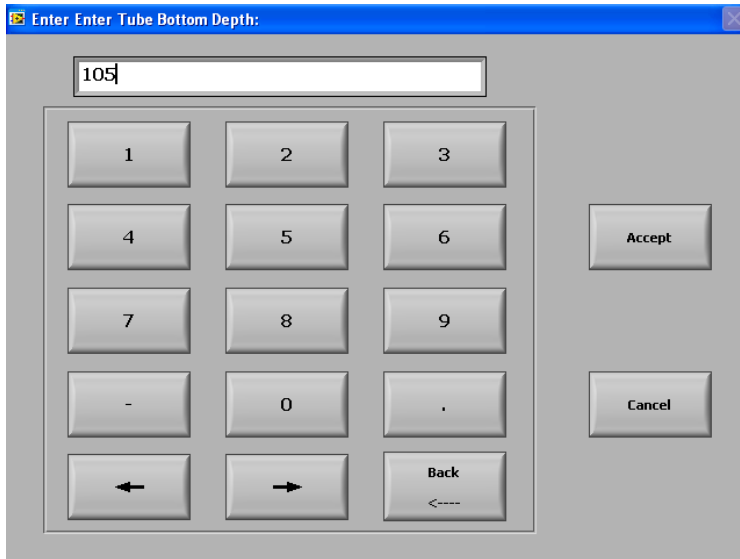 Enter Enter Tube Bottom Depth:
105
1 2 3
4 5 6
Accept
7 8 9
- 0 .
Cancel
Back
<----